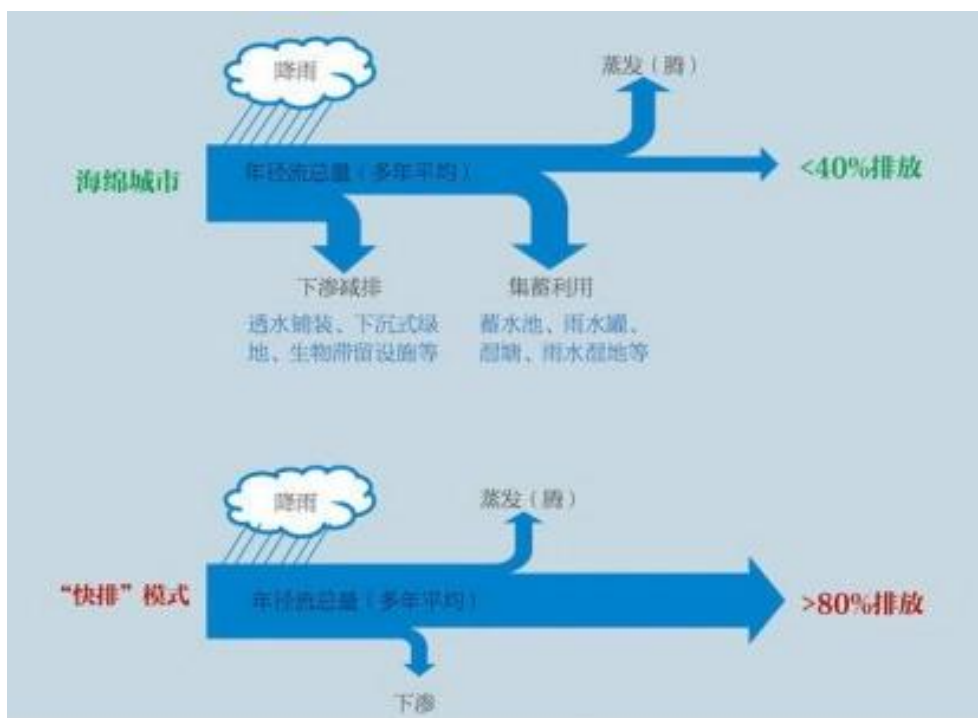 降雨
蒸发（腾）
海绵城市
年径流总量（多年平均）
<40%排放
下渗减排
集蓄利用
透水铺装、下沉式绿
地、生物滞留设施等
蓄水池、雨水罐、
湿塘、雨水湿地等
降雨
蒸发（腾）
“快排”模式
年径流总量（多年平均）
>80%排放
下渗